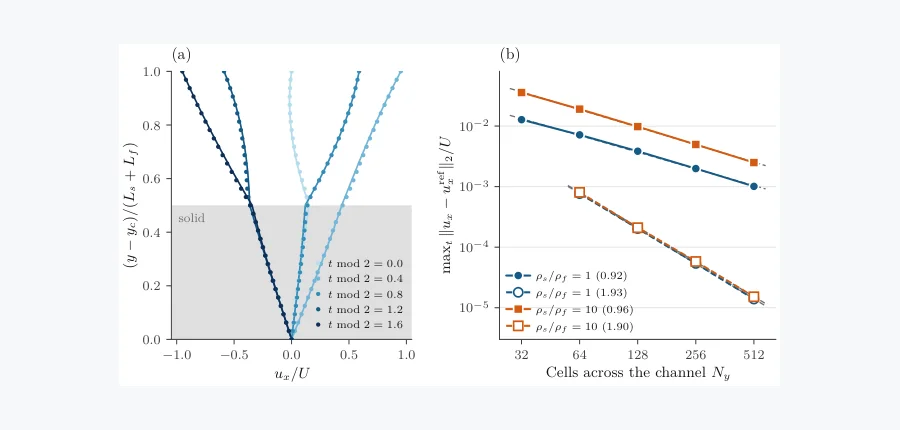 (a)
(b)
1.0
0.8
0.6
0.4
0.2
0.0
(y − y_c)/(L_s + L_f)
solid
t mod 2 = 0.0
t mod 2 = 0.4
t mod 2 = 0.8
t mod 2 = 1.2
t mod 2 = 1.6
−1.0
−0.5
0.0
0.5
1.0
u_x/U
10^−2
10^−3
10^−4
10^−5
max_t ‖u_x − u_x^ref‖_2/U
ρ_s/ρ_f = 1 (0.92)
ρ_s/ρ_f = 1 (1.93)
ρ_s/ρ_f = 10 (0.96)
ρ_s/ρ_f = 10 (1.90)
32
64
128
256
512
Cells across the channel N_y